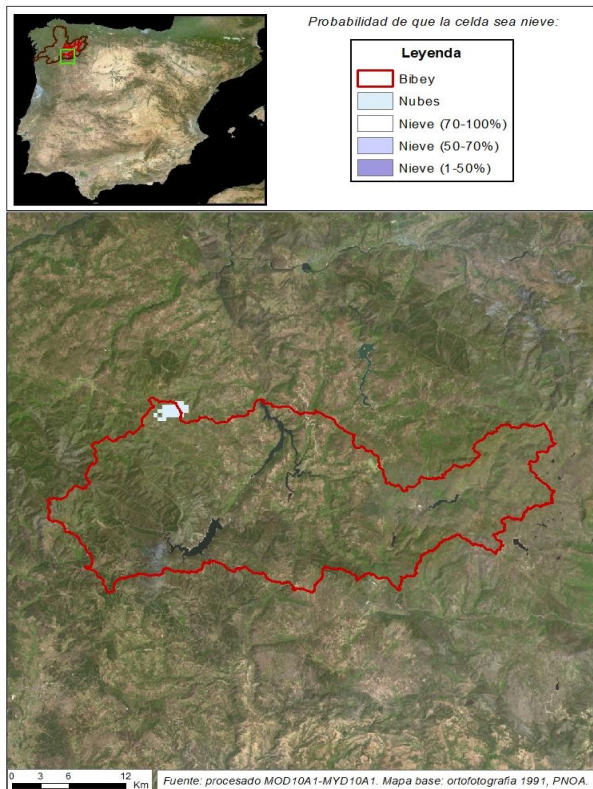 Probabilidad de que la celda sea nieve:
Leyenda
Bibey
Nubes
Nieve (70-100%)
Nieve (50-70%)
Nieve (1-50%)
0 3 6 12
Km
Fuente: procesado MOD10A1-MYD10A1. Mapa base: ortofotografia 1991, PNOA.